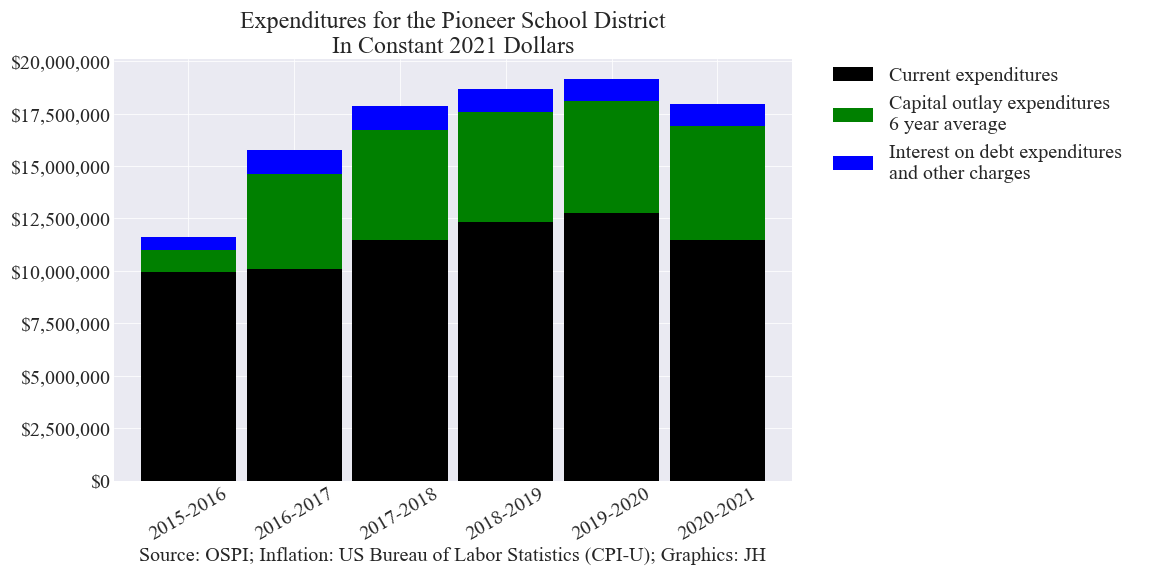 Expenditures for the Pioneer School District
In Constant 2021 Dollars
$20,000,000
$17,500,000
$15,000,000
$12,500,000
$10,000,000
$7,500,000
$5,000,000
$2,500,000
$0
2015-2016
2016-2017
2017-2018
2018-2019
2019-2020
2020-2021
Source: OSPI; Inflation: US Bureau of Labor Statistics (CPI-U); Graphics: JH
Current expenditures
Capital outlay expenditures
6 year average
Interest on debt expenditures
and other charges